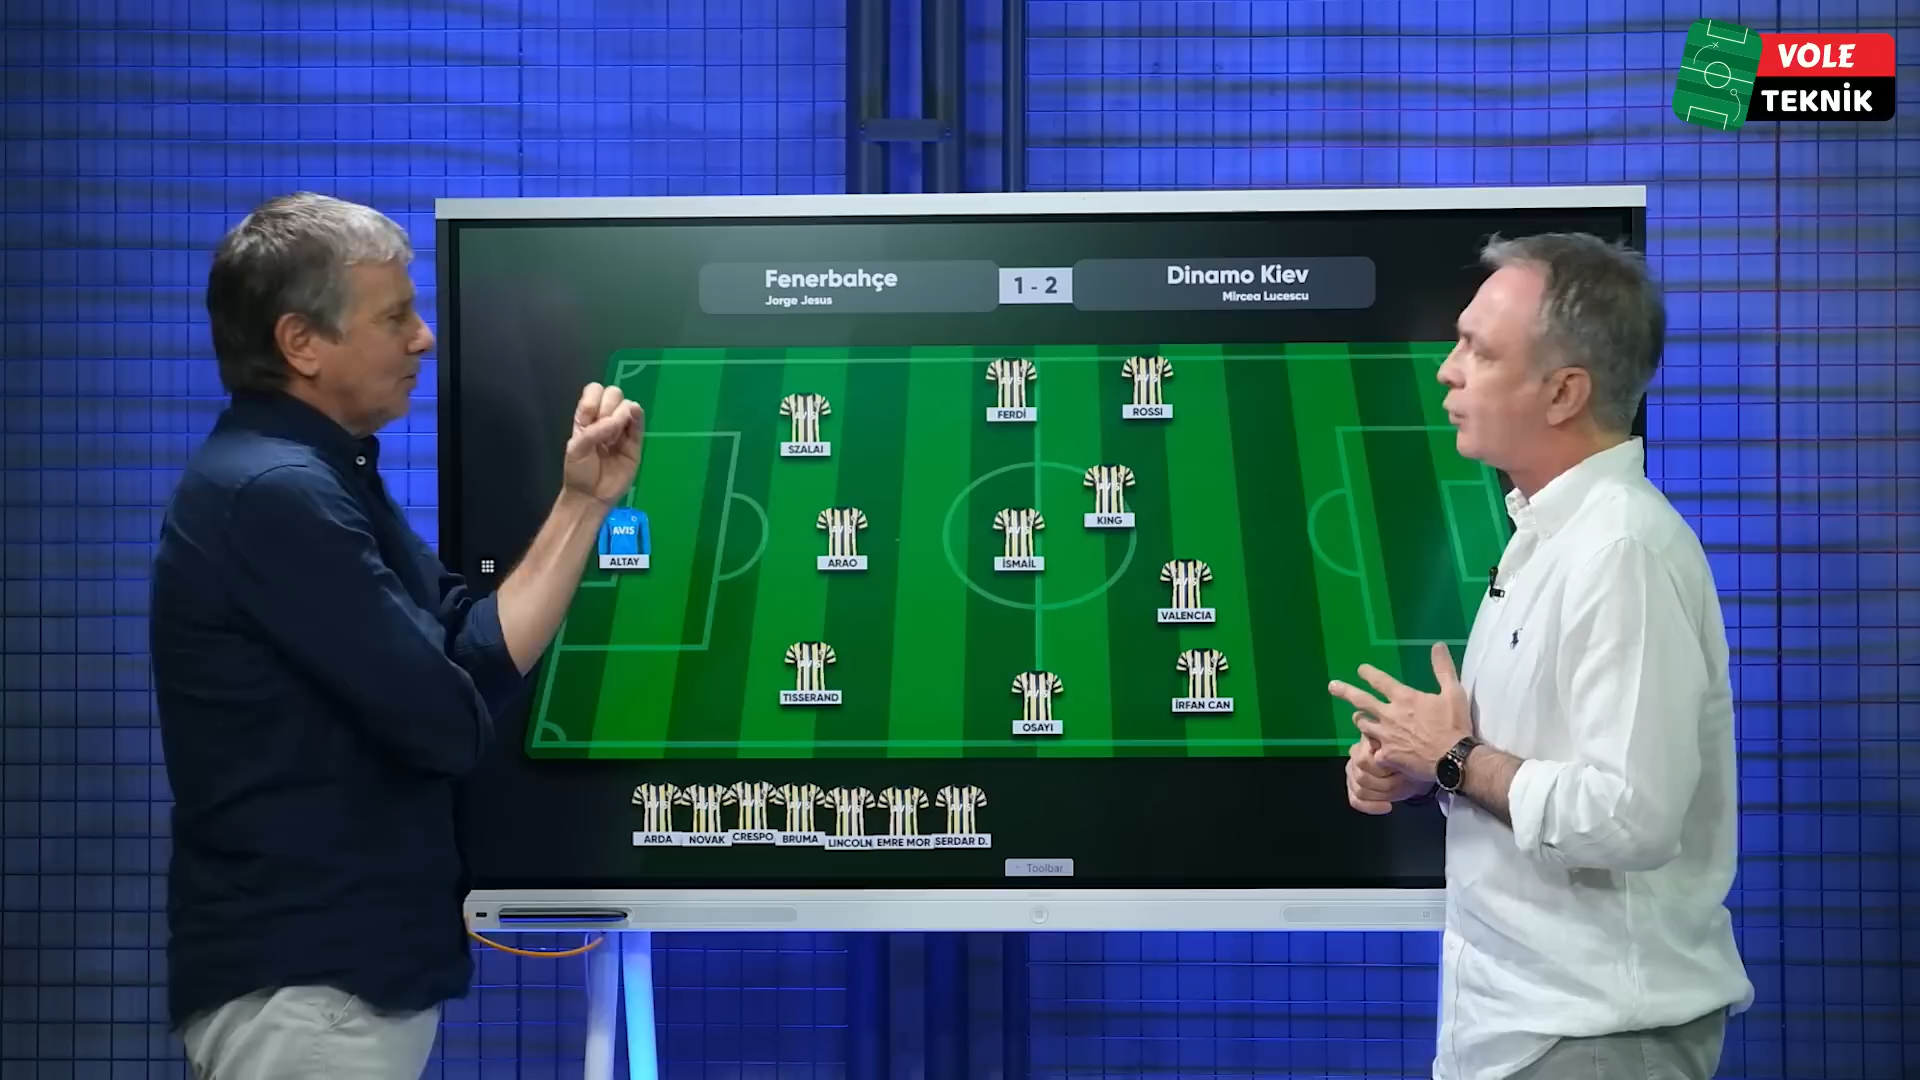 VOLE
TEKNİK
Fenerbahçe
Jorge Jesus
1 - 2
Dinamo Kiev
Mircea Lucescu
FERDİ
ROSSI
SZALAI
KING
ALTAY
ARAO
İSMAİL
VALENCIA
TISSERAND
OSAYI
İRFAN CAN
AVIS
ARDA
NOVAK
CRESPO
BRUMA
LINCOLN
EMRE MOR
SERDAR D.
Toolbar